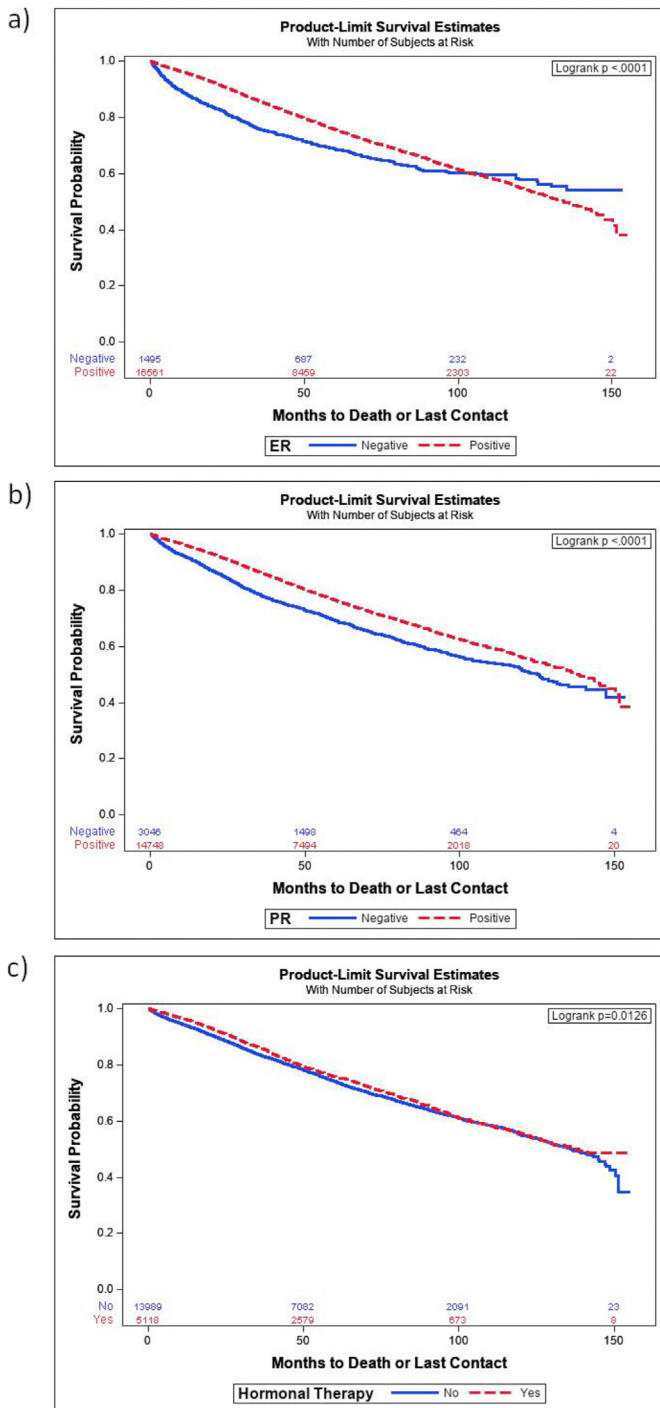 a)
Product-Limit Survival Estimates
With Number of Subjects at Risk
Logrank p <.0001
1.0
0.8
0.6
0.4
0.2
0.0
Survival Probability
Negative 1495 687 232 2
Positive 16561 8459 2303 22
0 50 100 150
Months to Death or Last Contact
ER Negative Positive
b)
Product-Limit Survival Estimates
With Number of Subjects at Risk
Logrank p <.0001
1.0
0.8
0.6
0.4
0.2
0.0
Survival Probability
Negative 3046 1498 464 4
Positive 14748 7494 2018 20
0 50 100 150
Months to Death or Last Contact
PR Negative Positive
c)
Product-Limit Survival Estimates
With Number of Subjects at Risk
Logrank p=0.0126
1.0
0.8
0.6
0.4
0.2
0.0
Survival Probability
No 13989 7082 2091 23
Yes 5118 2579 673 8
0 50 100 150
Months to Death or Last Contact
Hormonal Therapy No Yes